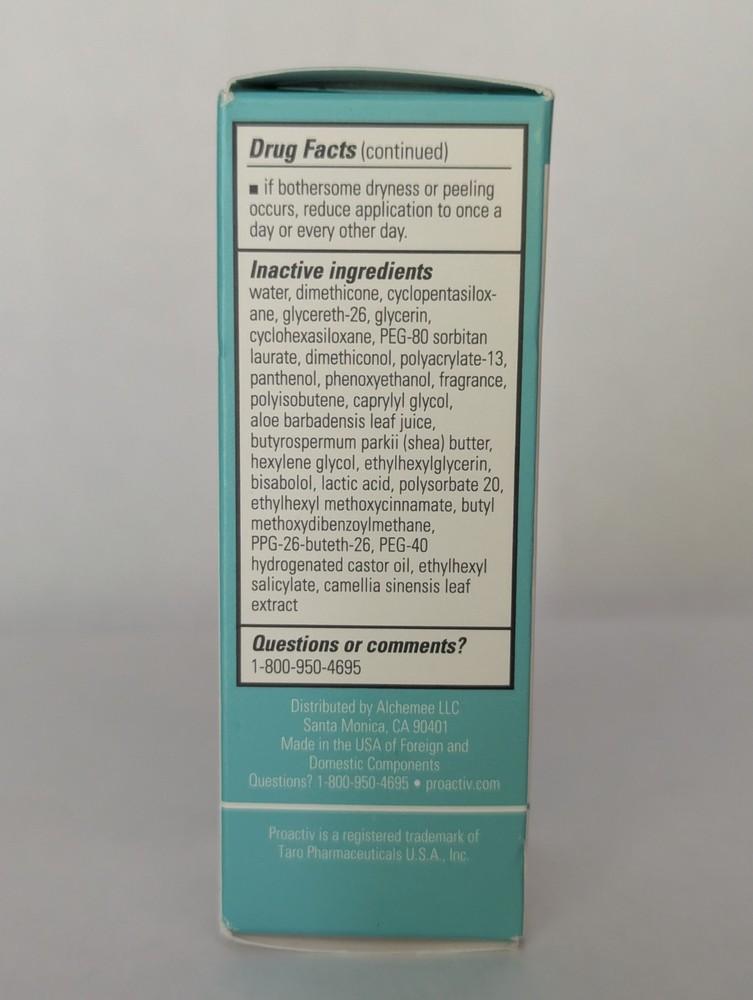 Drug Facts (continued)
■ if bothersome dryness or peeling
occurs, reduce application to once a
day or every other day.
Inactive ingredients
water, dimethicone, cyclopentasilox-
ane, glycereth-26, glycerin,
cyclohexasiloxane, PEG-80 sorbitan
laurate, dimethiconol, polyacrylate-13,
panthenol, phenoxyethanol, fragrance,
polyisobutene, caprylyl glycol,
aloe barbadensis leaf juice,
butyrospermum parkii (shea) butter,
hexylene glycol, ethylhexylglycerin,
bisabolol, lactic acid, polysorbate 20,
ethylhexyl methoxycinnamate, butyl
methoxydibenzoylmethane,
PPG-26-buteth-26, PEG-40
hydrogenated castor oil, ethylhexyl
salicylate, camellia sinensis leaf
extract
Questions or comments?
1-800-950-4695
Distributed by Alchemee LLC
Santa Monica, CA 90401
Made in the USA of Foreign and
Domestic Components
Questions? 1-800-950-4695 • proactiv.com
Proactiv is a registered trademark of
Taro Pharmaceuticals U.S.A., Inc.